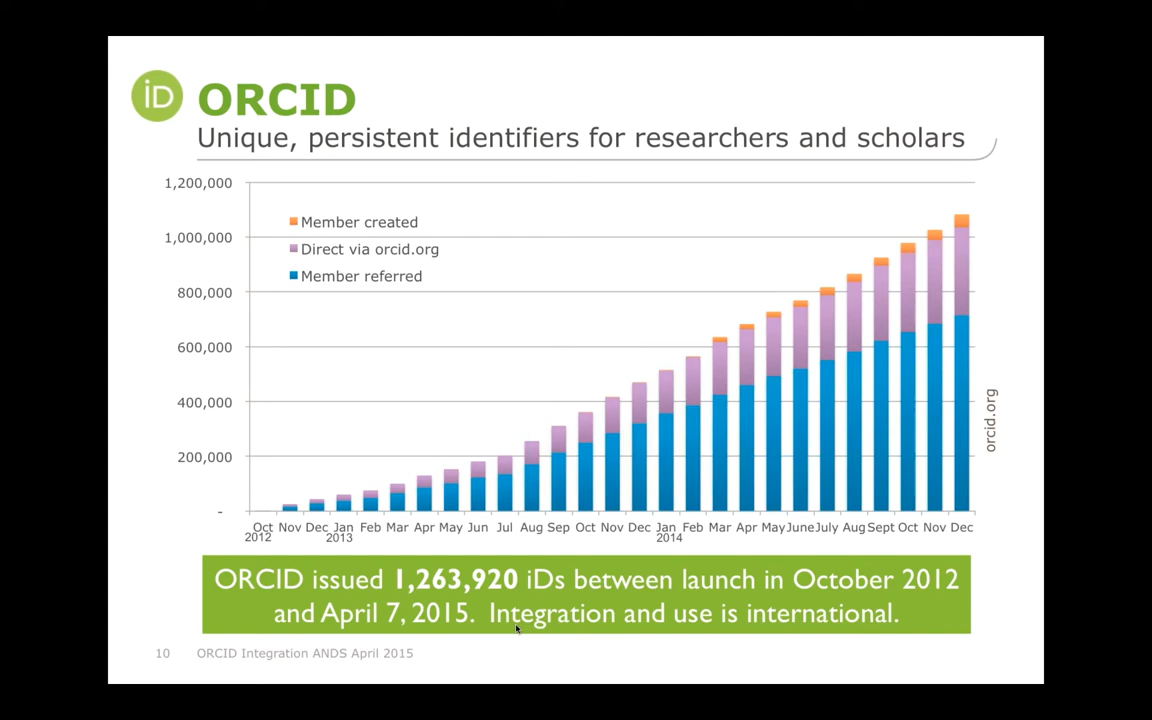 iD ORCID
Unique, persistent identifiers for researchers and scholars
1,200,000
1,000,000
800,000
600,000
400,000
200,000
-
Member created
Direct via orcid.org
Member referred
Oct Nov Dec Jan Feb Mar Apr May Jun Jul Aug Sep Oct Nov Dec Jan Feb Mar Apr May June July Aug Sept Oct Nov Dec
2012 2013 2014
orcid.org
ORCID issued 1,263,920 iDs between launch in October 2012
and April 7, 2015. Integration and use is international.
10 ORCID Integration ANDS April 2015